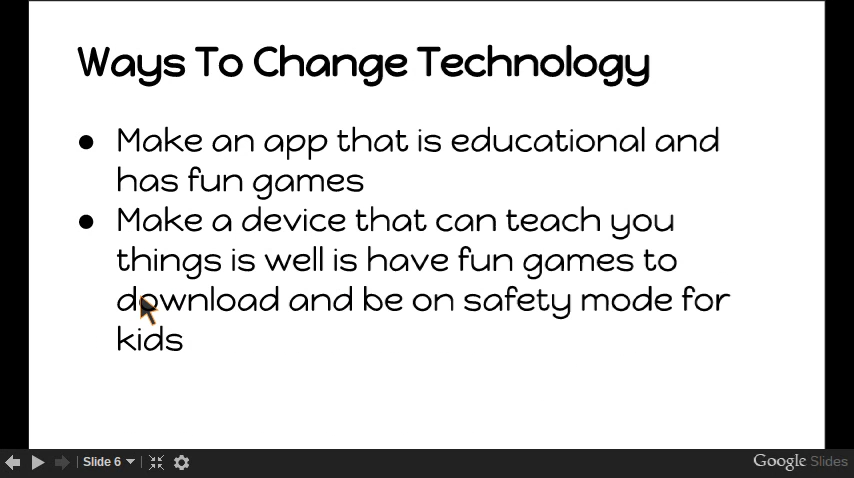 Ways To Change Technology
● Make an app that is educational and
has fun games
● Make a device that can teach you
things is well is have fun games to
download and be on safety mode for
kids
Slide 6
Google Slides